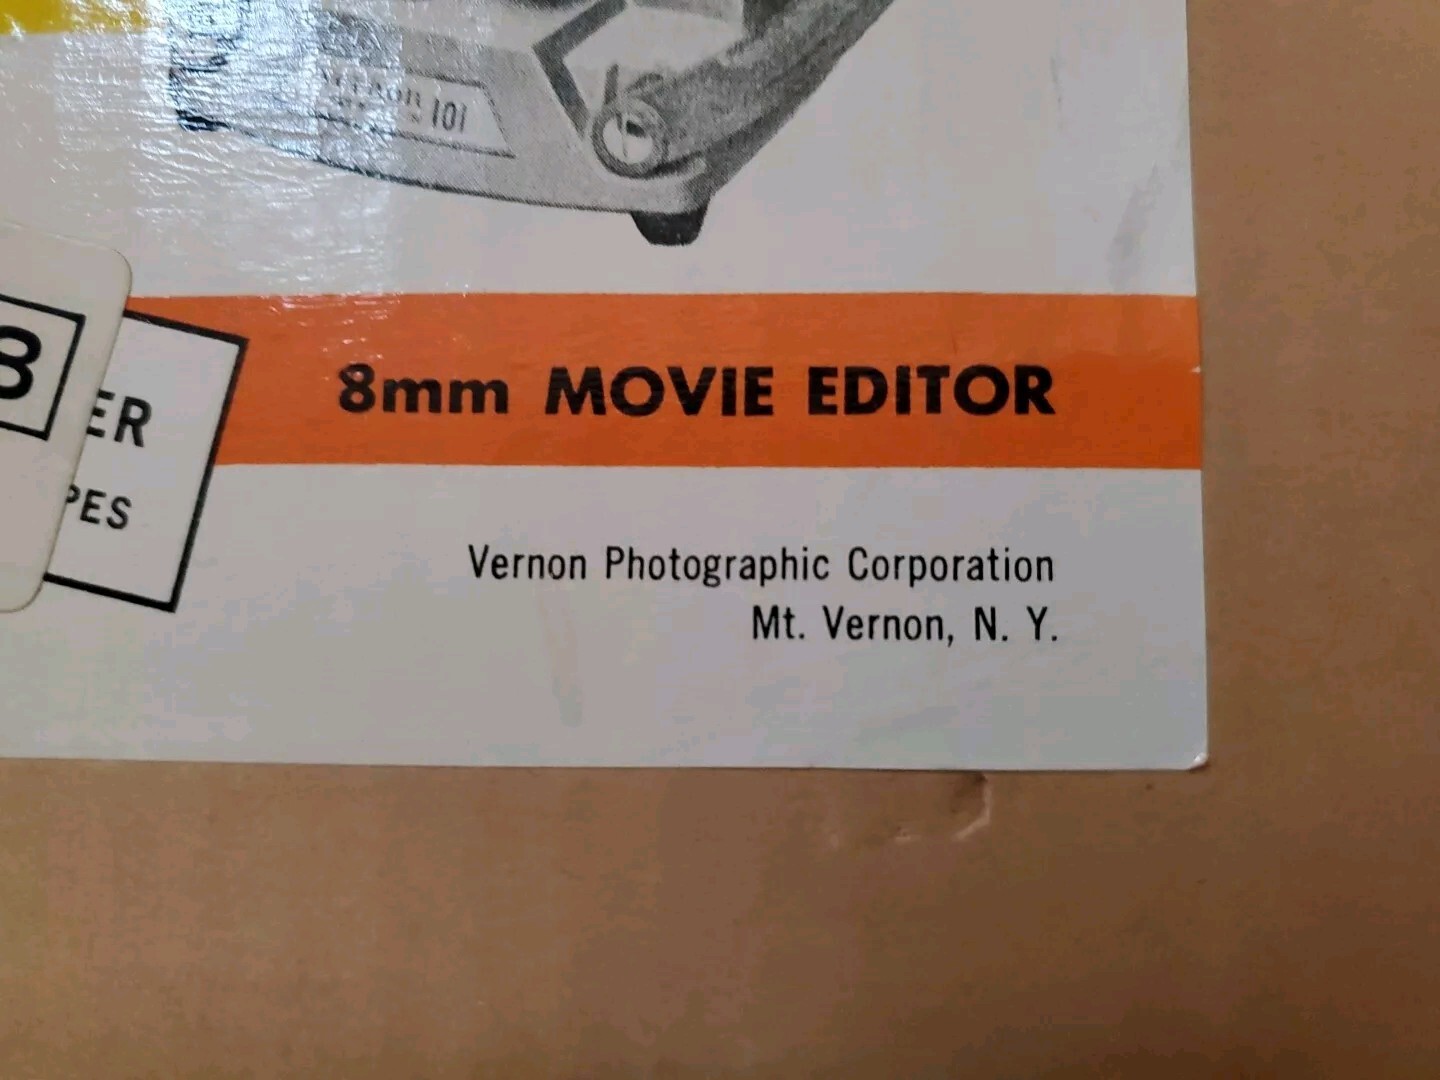 101
8
ER
PES
8mm MOVIE EDITOR
Vernon Photographic Corporation
Mt. Vernon, N. Y.